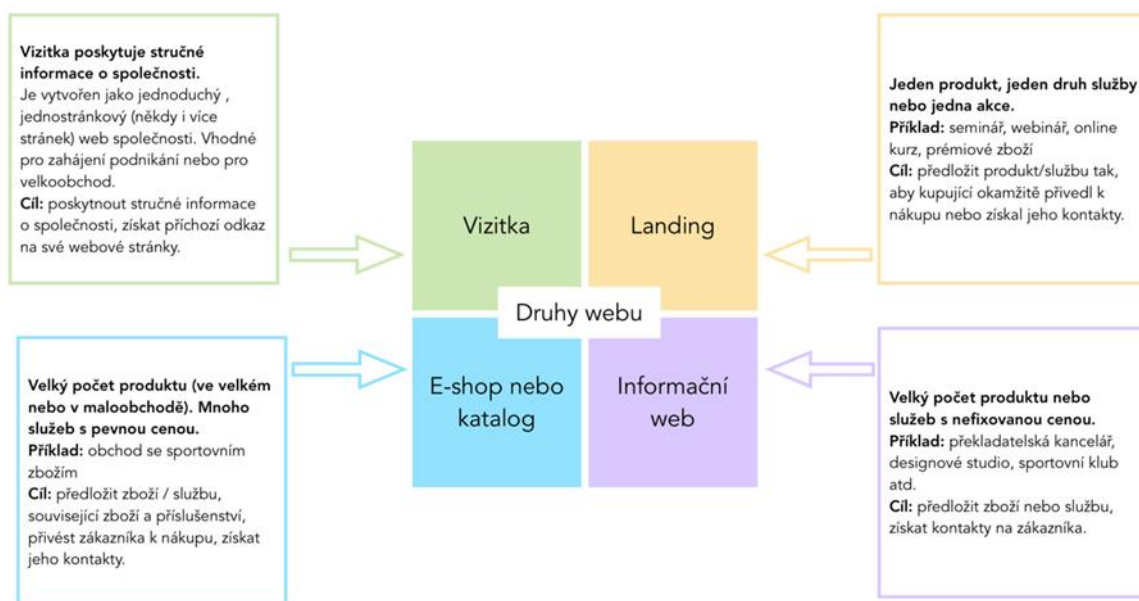 Vizitka poskytuje stručné
informace o společnosti.
Je vytvořen jako jednoduchý ,
jednostránkový (někdy i více
stránek) web společnosti. Vhodné
pro zahájení podnikání nebo pro
velkoobchod.
Cíl: poskytnout stručné informace
o společnosti, získat příchozí odkaz
na své webové stránky.
Jeden produkt, jeden druh služby
nebo jedna akce.
Příklad: seminář, webinář, online
kurz, prémiové zboží
Cíl: předložit produkt/službu tak,
aby kupující okamžitě přivedl k
nákupu nebo získal jeho kontakty.
Vizitka
Landing
Druhy webu
E-shop nebo
katalog
Informační
web
Velký počet produktu (ve velkém
nebo v maloobchodě). Mnoho
služeb s pevnou cenou.
Příklad: obchod se sportovním
zbožím
Cíl: předložit zboží / službu,
související zboží a příslušenství,
přivést zákazníka k nákupu, získat
jeho kontakty.
Velký počet produktu nebo
služeb s nefixovanou cenou.
Příklad: překladatelská kancelář,
designové studio, sportovní klub
atd.
Cíl: předložit zboží nebo službu,
získat kontakty na zákazníka.